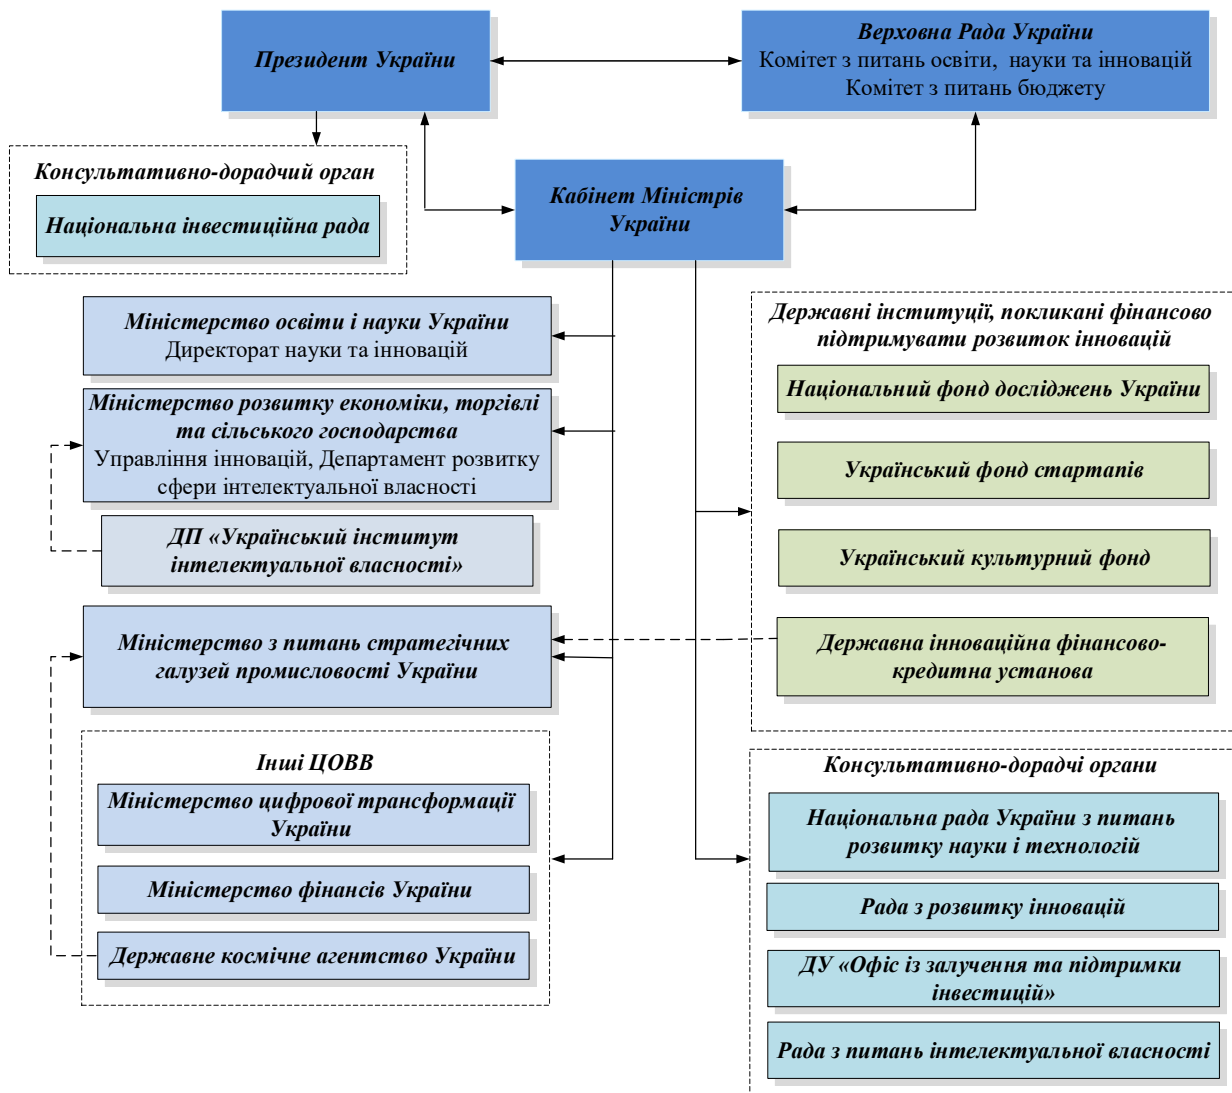 Президент України
Верховна Рада України
Комітет з питань освіти, науки та інновацій
Комітет з питань бюджету
Консультативно-дорадчий орган
Національна інвестиційна рада
Кабінет Міністрів
України
Міністерство освіти і науки України
Директорат науки та інновацій
Міністерство розвитку економіки, торгівлі
та сільського господарства
Управління інновацій, Департамент розвитку
сфери інтелектуальної власності
ДП «Український інститут
інтелектуальної власності»
Міністерство з питань стратегічних
галузей промисловості України
Інші ЦОВВ
Міністерство цифрової трансформації
України
Міністерство фінансів України
Державне космічне агентство України
Державні інституції, покликані фінансово
підтримувати розвиток інновацій
Національний фонд досліджень України
Український фонд стартапів
Український культурний фонд
Державна інноваційна фінансово-
кредитна установа
Консультативно-дорадчі органи
Національна рада України з питань
розвитку науки і технологій
Рада з розвитку інновацій
ДУ «Офіс із залучення та підтримки
інвестицій»
Рада з питань інтелектуальної власності